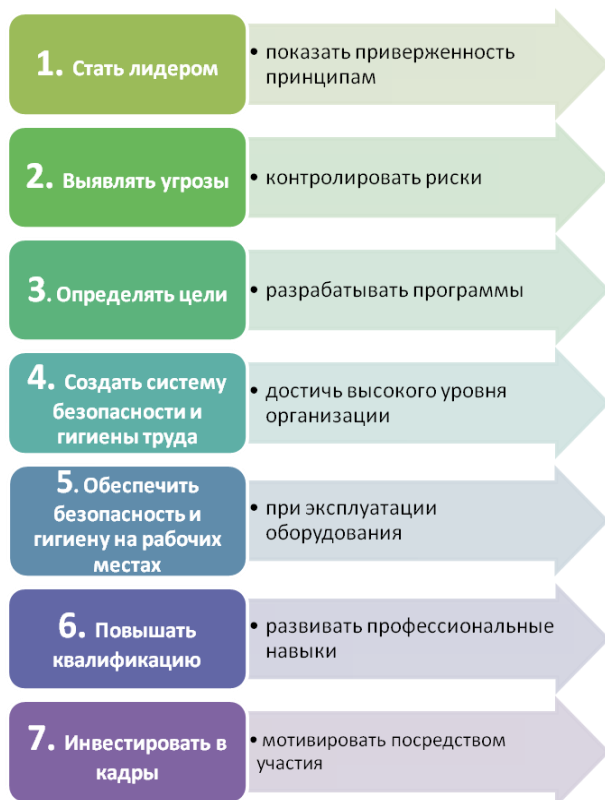 1. Стать лидером
• показать приверженность
принципам
2. Выявлять угрозы
• контролировать риски
3. Определять цели
• разрабатывать программы
4. Создать систему
безопасности и
гигиены труда
• достичь высокого уровня
организации
5. Обеспечить
безопасность и
гигиену на рабочих
местах
• при эксплуатации
оборудования
6. Повышать
квалификацию
• развивать профессиональные
навыки
7. Инвестировать в
кадры
• мотивировать посредством
участия